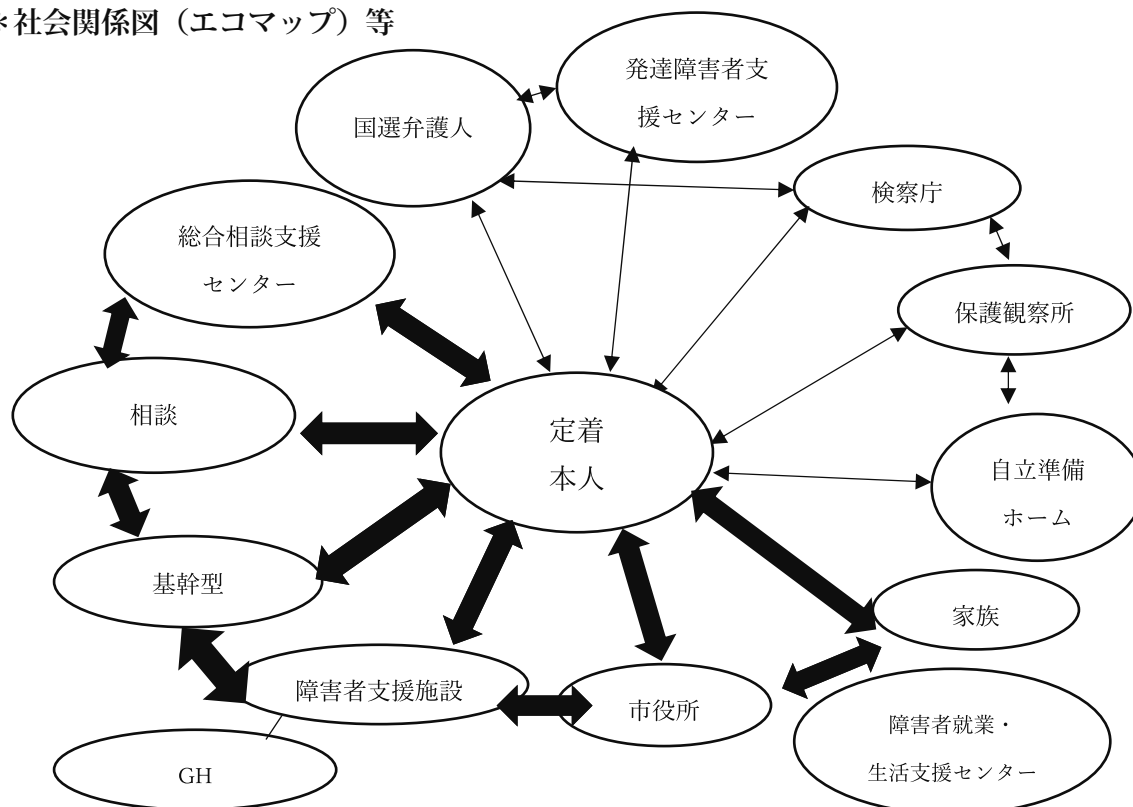 *社会関係図（エコマップ）等
発達障害者支
援センター
国選弁護人
検察庁
総合相談支援
センター
保護観察所
相談
定着
本人
自立準備
ホーム
基幹型
家族
障害者支援施設
市役所
障害者就業・
生活支援センター
GH